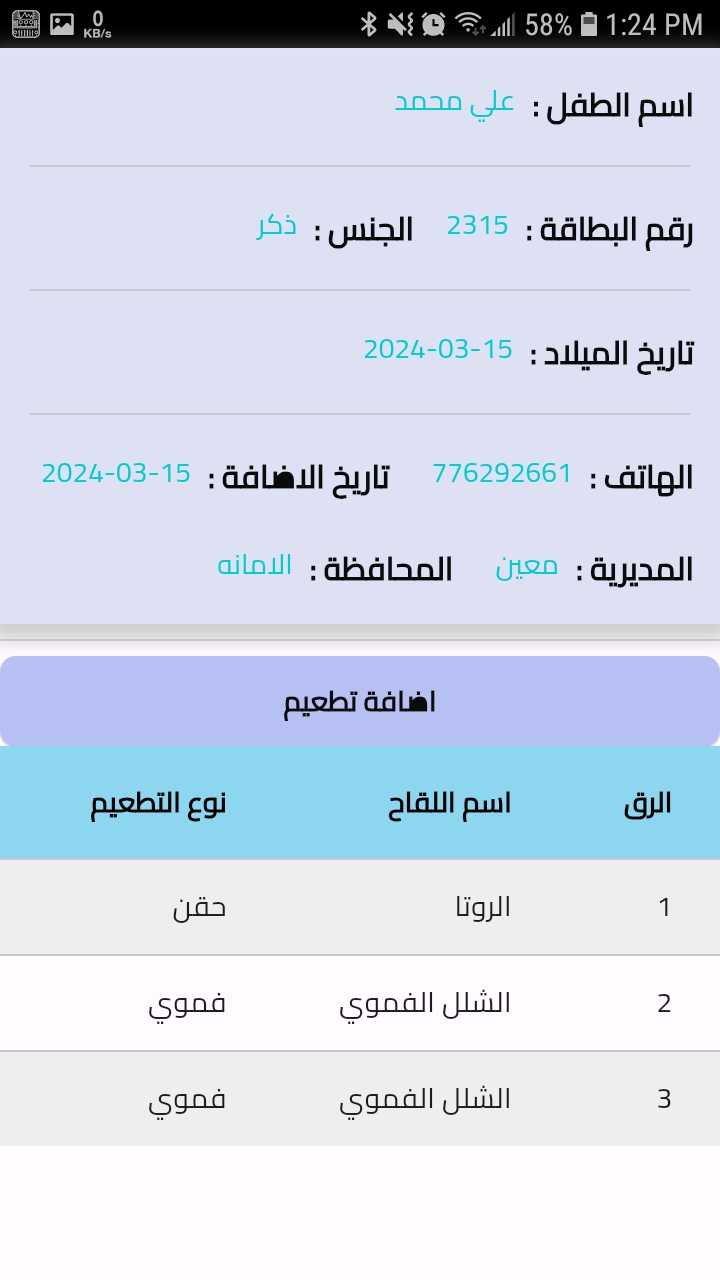 0 KB/s 58% 1:24 PM
اسم الطفل : علي محمد
رقم البطاقة : 2315 الجنس : ذكر
تاريخ الميلاد : 2024-03-15
الهاتف : 776292661 تاريخ الاضافة : 2024-03-15
المديرية : معين المحافظة : الامانه
اضافة تطعيم
الرق اسم اللقاح نوع التطعيم
1 الروتا حقن
2 الشلل الفموي فموي
3 الشلل الفموي فموي